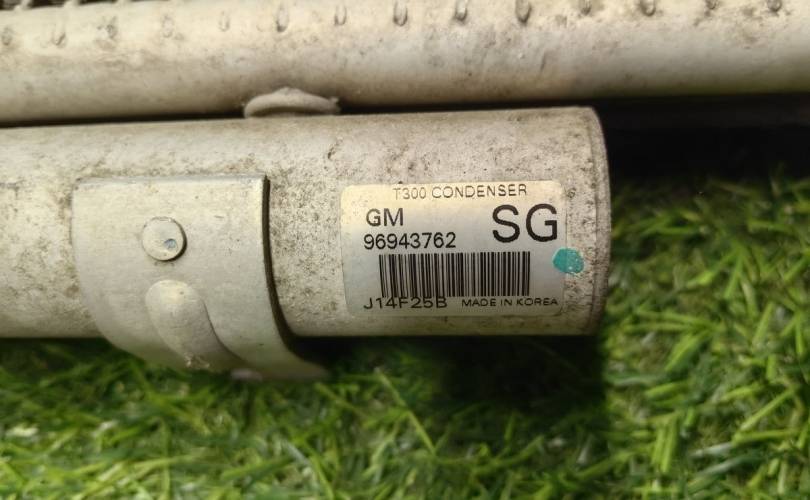 T300 CONDENSER
GM SG
96943762
J14F25B MADE IN KOREA